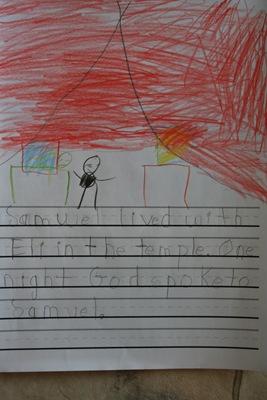 Samuel lived with
Eli in the temple. One
night God spoke to
Samuel.